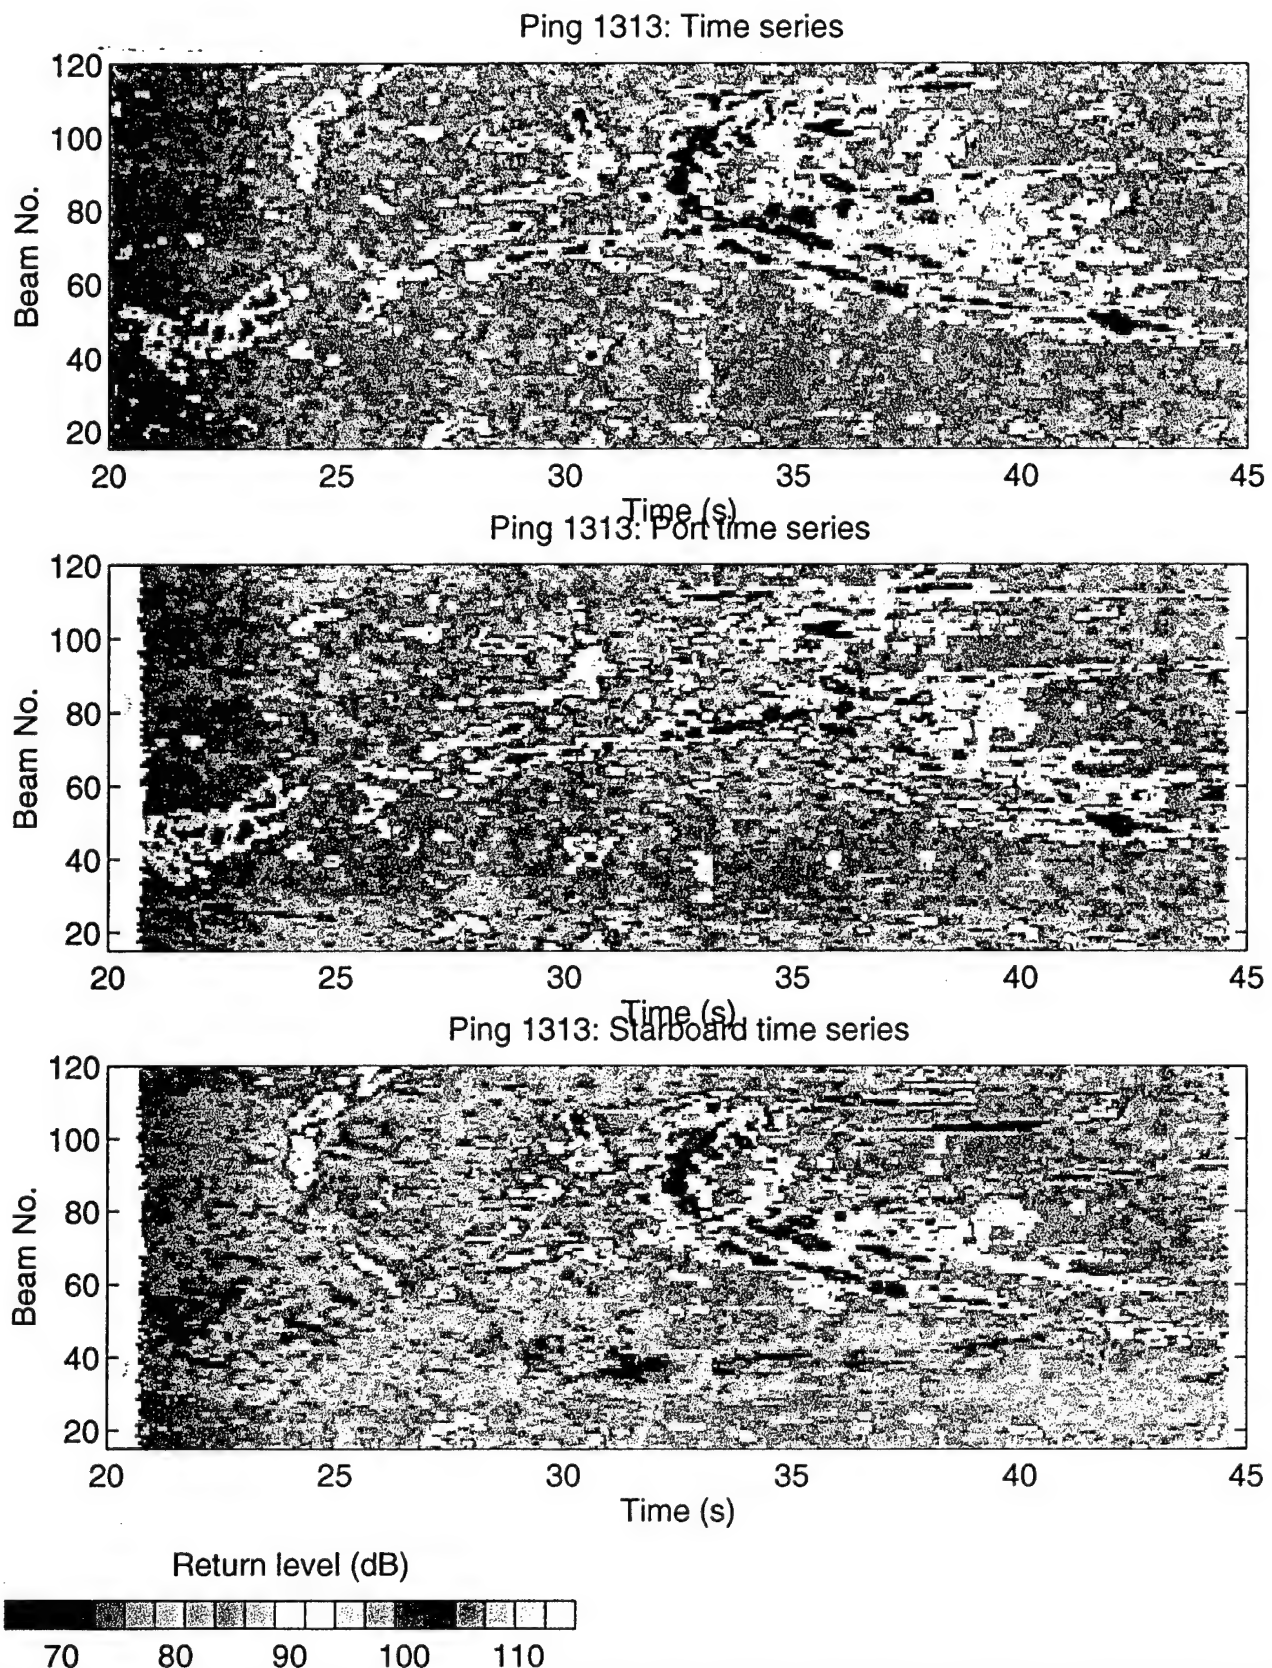 Ping 1313: Time series
120
100
80
60
40
20
Beam No.
20 25 30 35 40 45
Time (s)
Ping 1313: Port time series
120
100
80
60
40
20
Beam No.
20 25 30 35 40 45
Time (s)
Ping 1313: Starboard time series
120
100
80
60
40
20
Beam No.
20 25 30 35 40 45
Time (s)
Return level (dB)
70 80 90 100 110